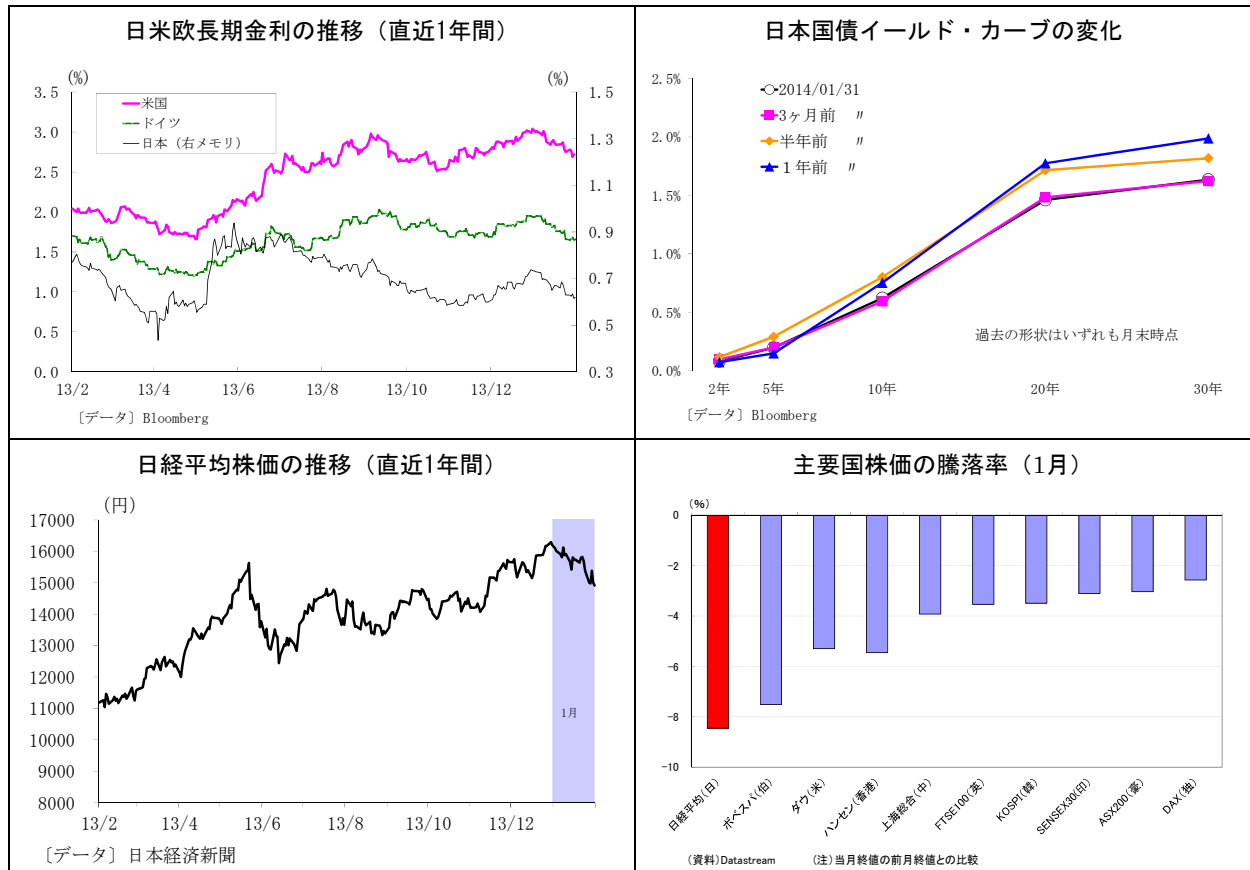 日米欧長期金利の推移（直近1年間）
(%)
(%)
3.5
3.0
2.5
2.0
1.5
1.0
0.5
0.0
米国
ドイツ
日本（右メモリ）
1.5
1.3
1.1
0.9
0.7
0.5
0.3
13/2 13/4 13/6 13/8 13/10 13/12
〔データ〕Bloomberg
日本国債イールド・カーブの変化
2.5%
2.0%
1.5%
1.0%
0.5%
0.0%
2014/01/31
3ヶ月前 〃
半年前 〃
１年前 〃
過去の形状はいずれも月末時点
2年 5年 10年 20年 30年
〔データ〕Bloomberg
日経平均株価の推移（直近1年間）
（円）
17000
16000
15000
14000
13000
12000
11000
10000
9000
8000
1月
13/2 13/4 13/6 13/8 13/10 13/12
〔データ〕日本経済新聞
主要国株価の騰落率（1月）
（%）
0
-2
-4
-6
-8
-10
日経平均(日)
ボベスパ(伯)
ダウ(米)
ハンセン(香港)
上海総合(中)
FTSE100(英)
KOSPI(韓)
SENSEX30(印)
ASX200(豪)
DAX(独)
（資料）Datastream （注）当月終値の前月終値との比較